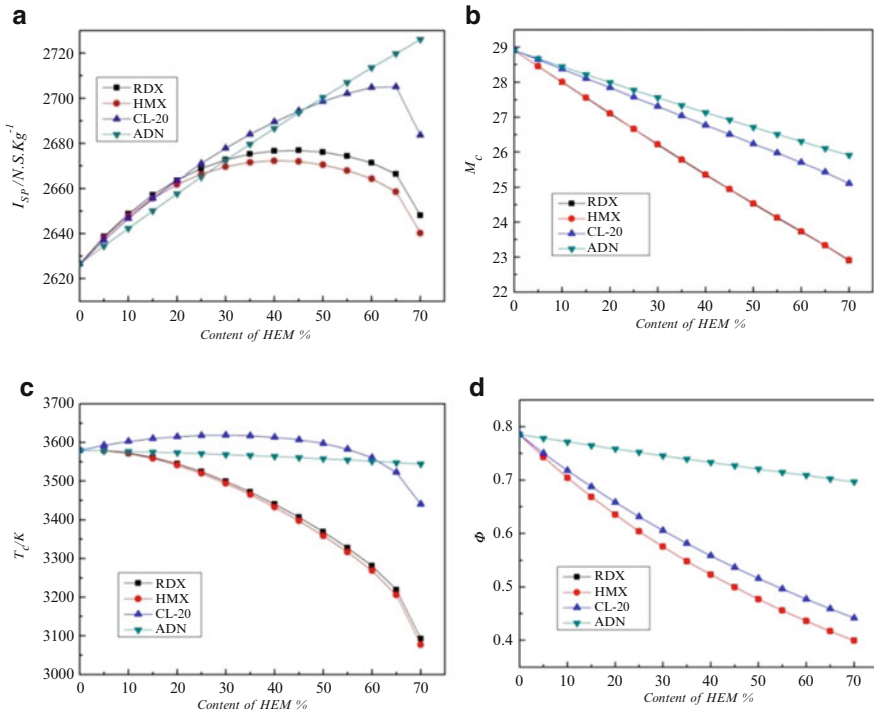 a
I_SP /N.S.Kg^-1
2720
2700
2680
2660
2640
2620
RDX
HMX
CL-20
ADN
0 10 20 30 40 50 60 70
Content of HEM %
b
M_c
29
28
27
26
25
24
23
22
RDX
HMX
CL-20
ADN
0 10 20 30 40 50 60 70
Content of HEM %
c
T_c/K
3700
3600
3500
3400
3300
3200
3100
3000
RDX
HMX
CL-20
ADN
0 10 20 30 40 50 60 70
Content of HEM %
d
Φ
0.8
0.7
0.6
0.5
0.4
RDX
HMX
CL-20
ADN
0 10 20 30 40 50 60 70
Content of HEM %